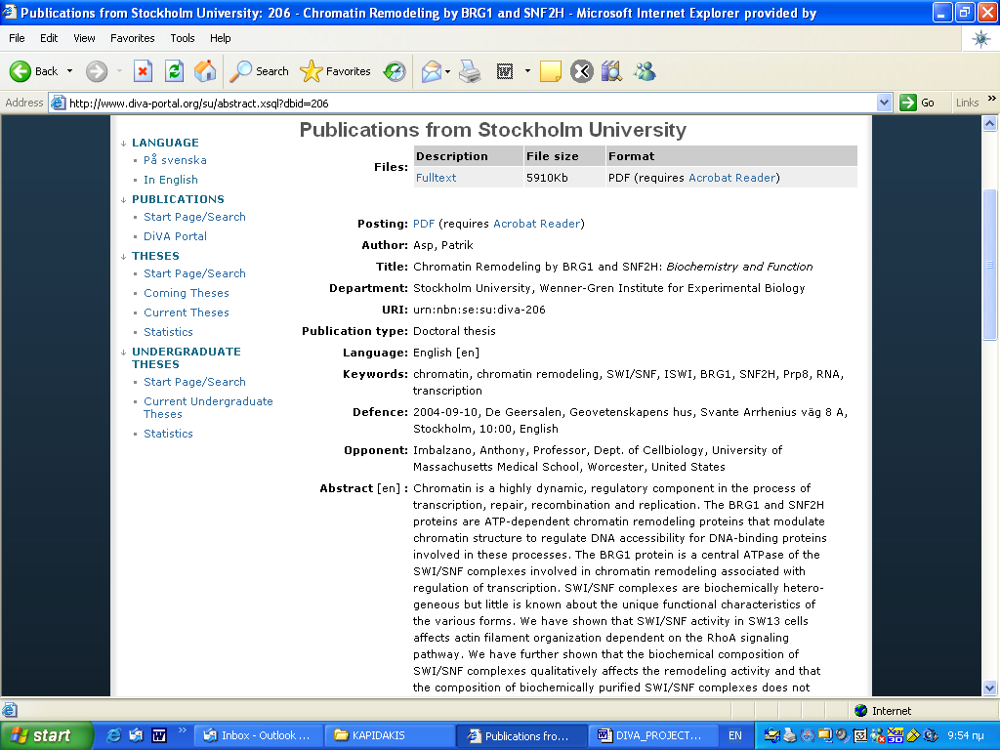 Publications from Stockholm University: 206 - Chromatin Remodeling by BRG1 and SNF2H - Microsoft Internet Explorer provided by
File Edit View Favorites Tools Help
Back Search Favorites
Address http://www.diva-portal.org/su/abstract.xsql?dbid=206 Go Links »
LANGUAGE
På svenska
In English
PUBLICATIONS
Start Page/Search
DiVA Portal
THESES
Start Page/Search
Coming Theses
Current Theses
Statistics
UNDERGRADUATE
THESES
Start Page/Search
Current Undergraduate
Theses
Statistics
Publications from Stockholm University
Files:
Description File size Format
Fulltext 5910Kb PDF (requires Acrobat Reader)
Posting: PDF (requires Acrobat Reader)
Author: Asp, Patrik
Title: Chromatin Remodeling by BRG1 and SNF2H: Biochemistry and Function
Department: Stockholm University, Wenner-Gren Institute for Experimental Biology
URI: urn:nbn:se:su:diva-206
Publication type: Doctoral thesis
Language: English [en]
Keywords: chromatin, chromatin remodeling, SWI/SNF, ISWI, BRG1, SNF2H, Prp8, RNA,
transcription
Defence: 2004-09-10, De Geersalen, Geovetenskapens hus, Svante Arrhenius väg 8 A,
Stockholm, 10:00, English
Opponent: Imbalzano, Anthony, Professor, Dept. of Cellbiology, University of
Massachusetts Medical School, Worcester, United States
Abstract [en] : Chromatin is a highly dynamic, regulatory component in the process of
transcription, repair, recombination and replication. The BRG1 and SNF2H
proteins are ATP-dependent chromatin remodeling proteins that modulate
chromatin structure to regulate DNA accessibility for DNA-binding proteins
involved in these processes. The BRG1 protein is a central ATPase of the
SWI/SNF complexes involved in chromatin remodeling associated with
regulation of transcription. SWI/SNF complexes are biochemically hetero-
geneous but little is known about the unique functional characteristics of
the various forms. We have shown that SWI/SNF activity in SW13 cells
affects actin filament organization dependent on the RhoA signaling
pathway. We have further shown that the biochemical composition of
SWI/SNF complexes qualitatively affects the remodeling activity and that
the composition of biochemically purified SWI/SNF complexes does not
Internet
start » Inbox - Outlook ... KAPIDAKIS Publications fro... DIVA_PROJECT... EN 9:54 πμ